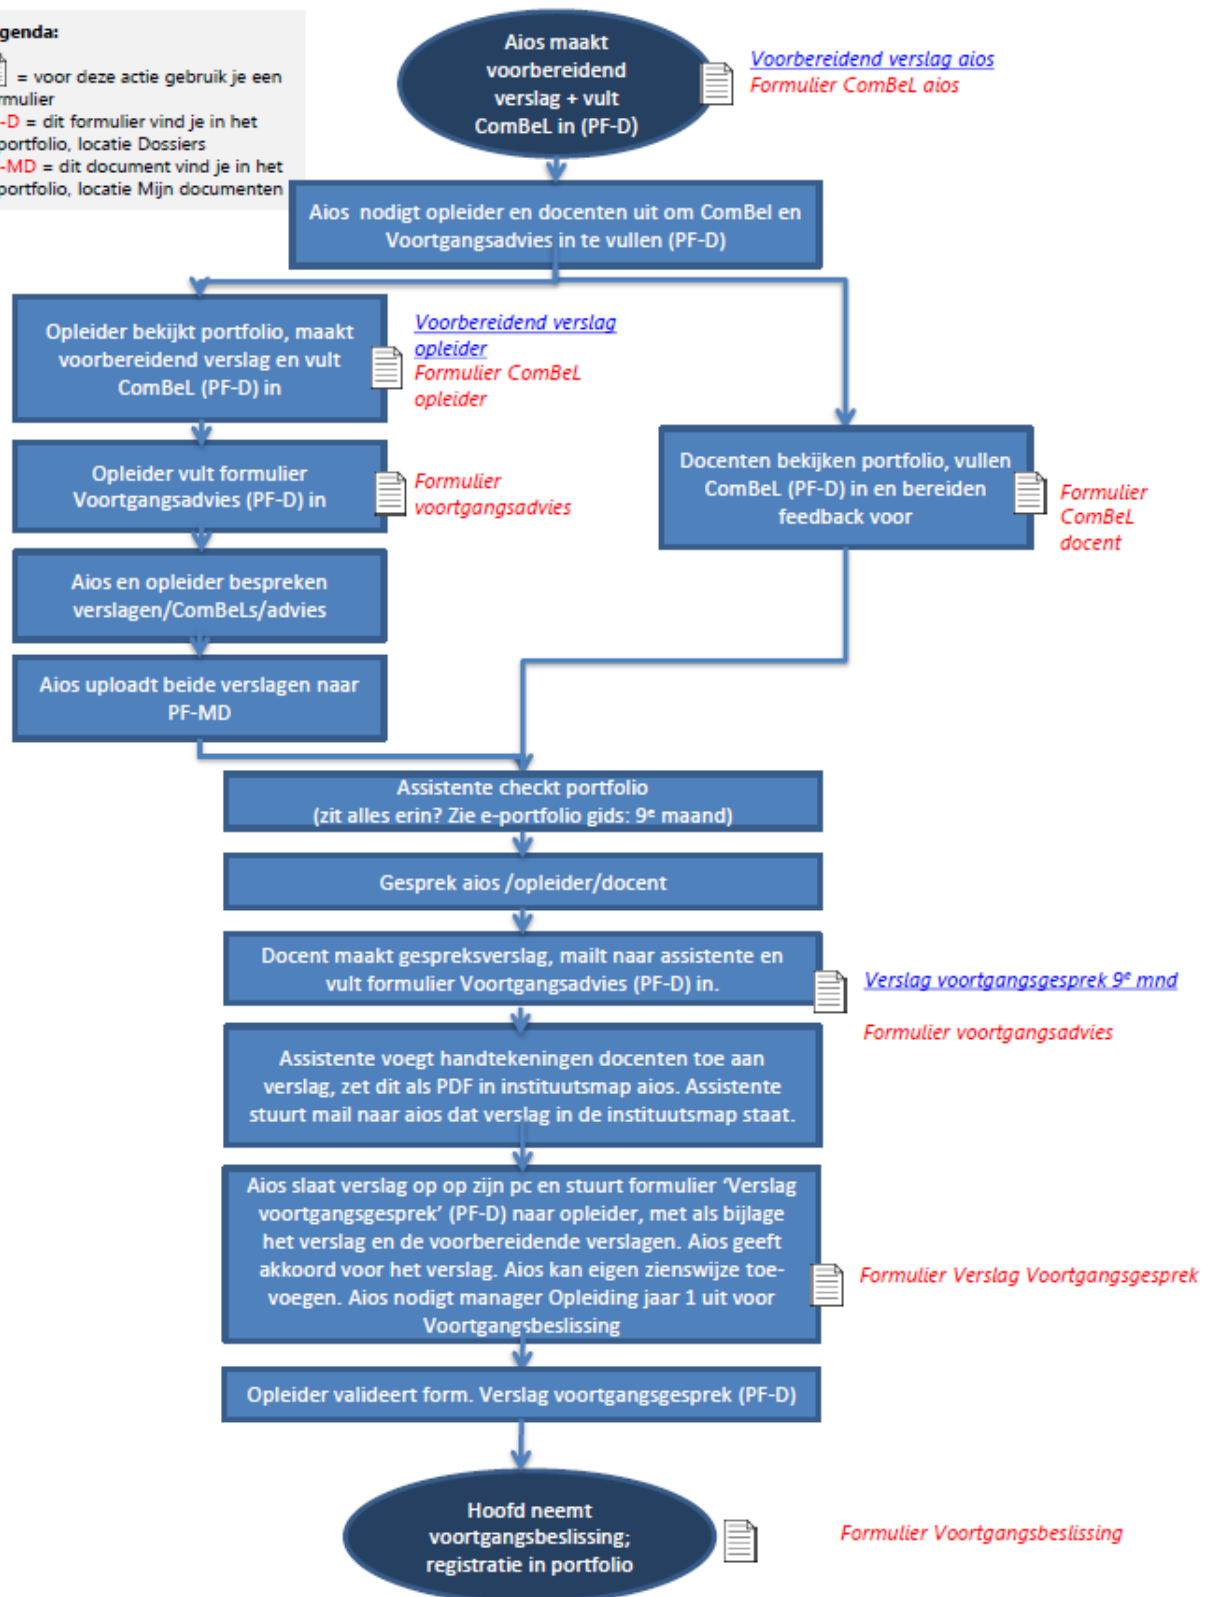 genda:
= voor deze actie gebruik je een
rmulier
-D = dit formulier vind je in het
portfolio, locatie Dossiers
-MD = dit document vind je in het
portfolio, locatie Mijn documenten
Aios maakt
voorbereidend
verslag + vult
ComBeL in (PF-D)
Voorbereidend verslag aios
Formulier ComBeL aios
Aios nodigt opleider en docenten uit om ComBel en
Voortgangsadvies in te vullen (PF-D)
Opleider bekijkt portfolio, maakt
voorbereidend verslag en vult
ComBeL (PF-D) in
Voorbereidend verslag
opleider
Formulier ComBeL
opleider
Opleider vult formulier
Voortgangsadvies (PF-D) in
Formulier
voortgangsadvies
Docenten bekijken portfolio, vullen
ComBeL (PF-D) in en bereiden
feedback voor
Formulier
ComBeL
docent
Aios en opleider bespreken
verslagen/ComBeLs/advies
Aios uploadt beide verslagen naar
PF-MD
Assistente checkt portfolio
(zit alles erin? Zie e-portfolio gids: 9e maand)
Gesprek aios /opleider/docent
Docent maakt gespreksverslag, mailt naar assistente en
vult formulier Voortgangsadvies (PF-D) in.
Verslag voortgangsgesprek 9e mnd
Formulier voortgangsadvies
Assistente voegt handtekeningen docenten toe aan
verslag, zet dit als PDF in instituutsmap aios. Assistente
stuurt mail naar aios dat verslag in de instituutsmap staat.
Aios slaat verslag op op zijn pc en stuurt formulier ‘Verslag
voortgangsgesprek’ (PF-D) naar opleider, met als bijlage
het verslag en de voorbereidende verslagen. Aios geeft
akkoord voor het verslag. Aios kan eigen zienswijze toe-
voegen. Aios nodigt manager Opleiding jaar 1 uit voor
Voortgangsbeslissing
Formulier Verslag Voortgangsgesprek
Opleider valideert form. Verslag voortgangsgesprek (PF-D)
Hoofd neemt
voortgangsbeslissing;
registratie in portfolio
Formulier Voortgangsbeslissing